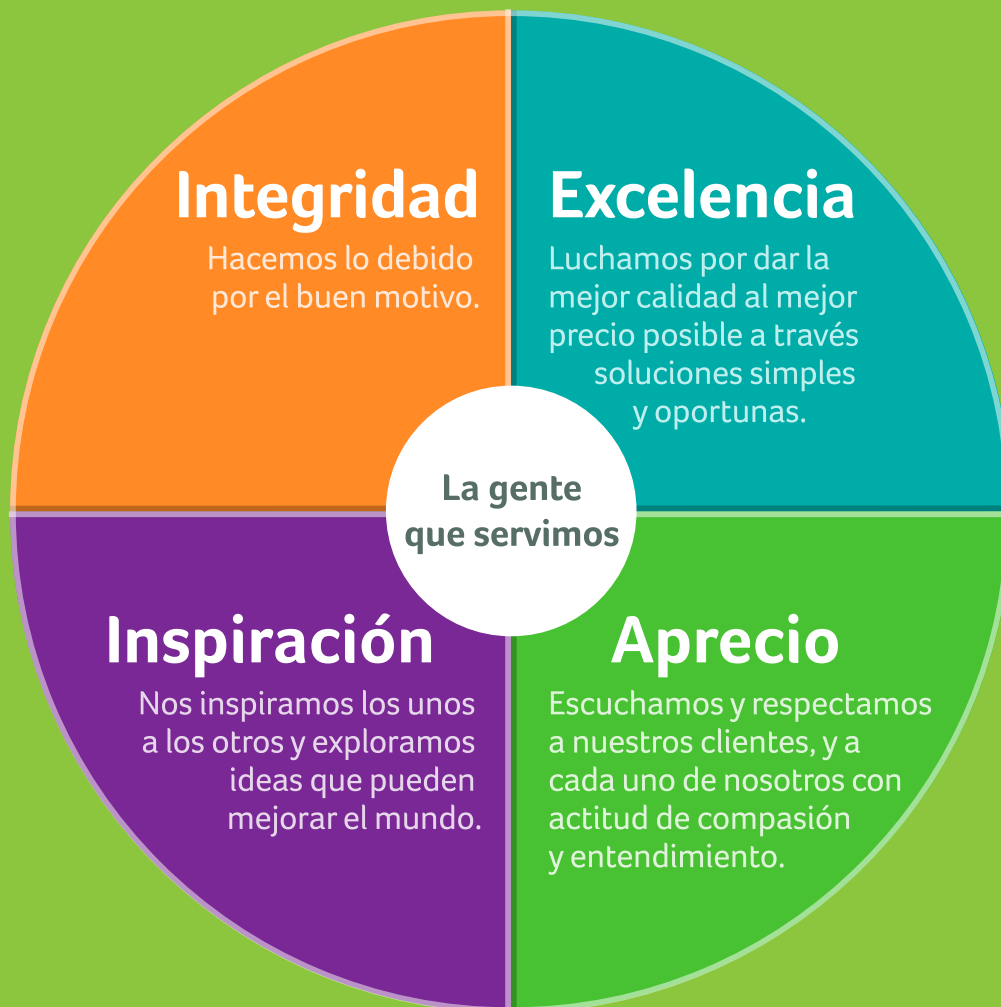 Integridad
Hacemos lo debido
por el buen motivo.
Excelencia
Luchamos por dar la
mejor calidad al mejor
precio posible a través
soluciones simples
y oportunas.
La gente
que servimos
Inspiración
Nos inspiramos los unos
a los otros y exploramos
ideas que pueden
mejorar el mundo.
Aprecio
Escuchamos y respectamos
a nuestros clientes, y a
cada uno de nosotros con
actitud de compasión
y entendimiento.